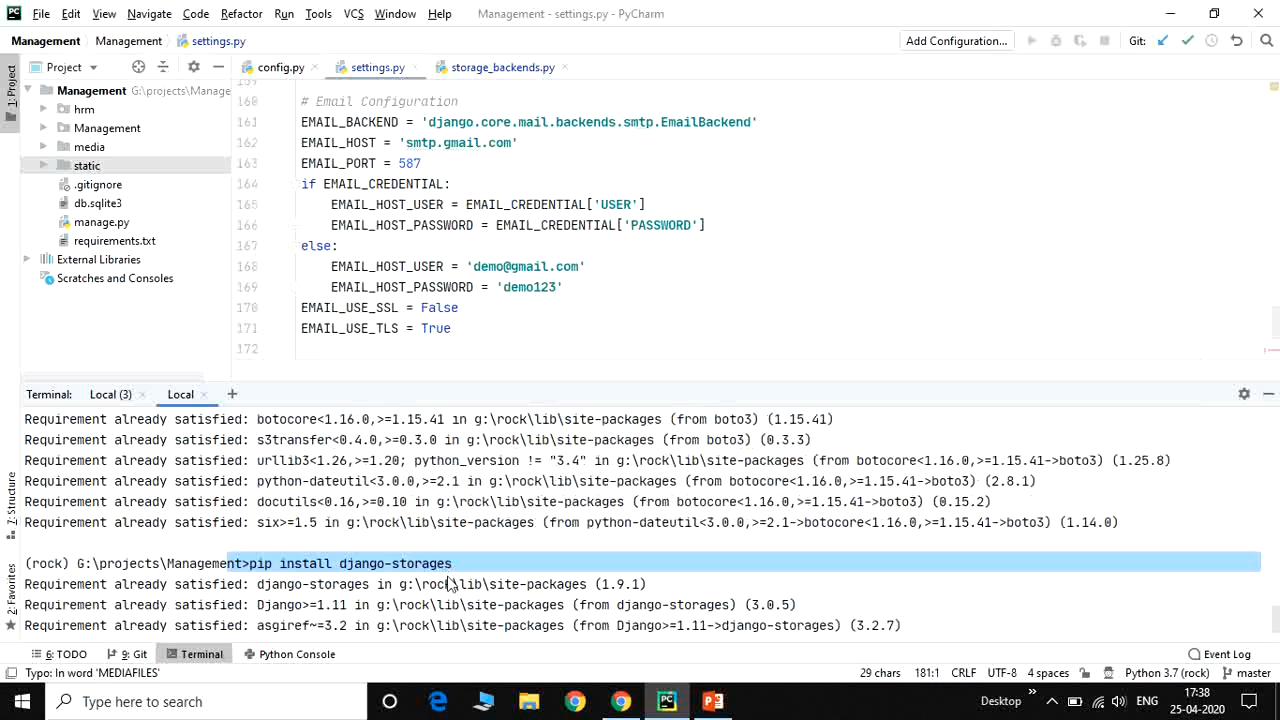 File Edit View Navigate Code Refactor Run Tools VCS Window Help Management - settings.py - PyCharm
Management Management settings.py Add Configuration... Git:
1: Project
Project config.py settings.py storage_backends.py
Management G:\projects\Manage
hrm
Management
media
static
.gitignore
db.sqlite3
manage.py
requirements.txt
External Libraries
Scratches and Consoles
159
160 # Email Configuration
161 EMAIL_BACKEND = 'django.core.mail.backends.smtp.EmailBackend'
162 EMAIL_HOST = 'smtp.gmail.com'
163 EMAIL_PORT = 587
164 if EMAIL_CREDENTIAL:
165 EMAIL_HOST_USER = EMAIL_CREDENTIAL['USER']
166 EMAIL_HOST_PASSWORD = EMAIL_CREDENTIAL['PASSWORD']
167 else:
168 EMAIL_HOST_USER = 'demo@gmail.com'
169 EMAIL_HOST_PASSWORD = 'demo123'
170 EMAIL_USE_SSL = False
171 EMAIL_USE_TLS = True
172
Terminal: Local (3) Local
Requirement already satisfied: botocore<1.16.0,>=1.15.41 in g:\rock\lib\site-packages (from boto3) (1.15.41)
Requirement already satisfied: s3transfer<0.4.0,>=0.3.0 in g:\rock\lib\site-packages (from boto3) (0.3.3)
Requirement already satisfied: urllib3<1.26,>=1.20; python_version != "3.4" in g:\rock\lib\site-packages (from botocore<1.16.0,>=1.15.41->boto3) (1.25.8)
Requirement already satisfied: python-dateutil<3.0.0,>=2.1 in g:\rock\lib\site-packages (from botocore<1.16.0,>=1.15.41->boto3) (2.8.1)
Requirement already satisfied: docutils<0.16,>=0.10 in g:\rock\lib\site-packages (from botocore<1.16.0,>=1.15.41->boto3) (0.15.2)
Requirement already satisfied: six>=1.5 in g:\rock\lib\site-packages (from python-dateutil<3.0.0,>=2.1->botocore<1.16.0,>=1.15.41->boto3) (1.14.0)
(rock) G:\projects\Management>pip install django-storages
Requirement already satisfied: django-storages in g:\rock\lib\site-packages (1.9.1)
Requirement already satisfied: Django>=1.11 in g:\rock\lib\site-packages (from django-storages) (3.0.5)
Requirement already satisfied: asgiref~=3.2 in g:\rock\lib\site-packages (from Django>=1.11->django-storages) (3.2.7)
7: Structure
2: Favorites
6: TODO 9: Git Terminal Python Console Event Log
Typo: In word 'MEDIAFILES' 29 chars 181:1 CRLF UTF-8 4 spaces Python 3.7 (rock) master
Type here to search Desktop ENG 17:38
25-04-2020